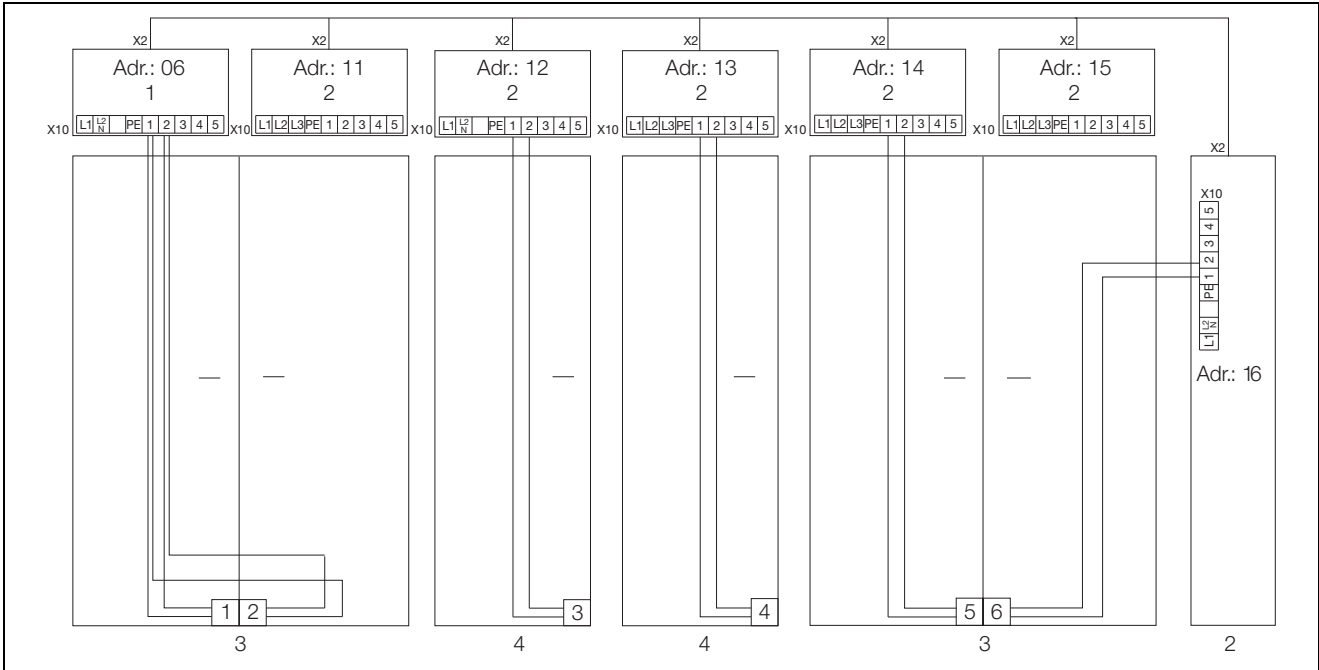 X2 X2 X2 X2 X2 X2
Adr.: 06 Adr.: 11 Adr.: 12 Adr.: 13 Adr.: 14 Adr.: 15
1 2 2 2 2 2
X10 L1 L2 N PE 1 2 3 4 5
X10 L1 L2 L3 PE 1 2 3 4 5
X10 L1 L2 N PE 1 2 3 4 5
X10 L1 L2 L3 PE 1 2 3 4 5
X10 L1 L2 L3 PE 1 2 3 4 5
X10 L1 L2 L3 PE 1 2 3 4 5
X2
X10
L1 L2 N PE 1 2 3 4 5
Adr.: 16
1 2 3 4 5 6
3 4 4 3 2